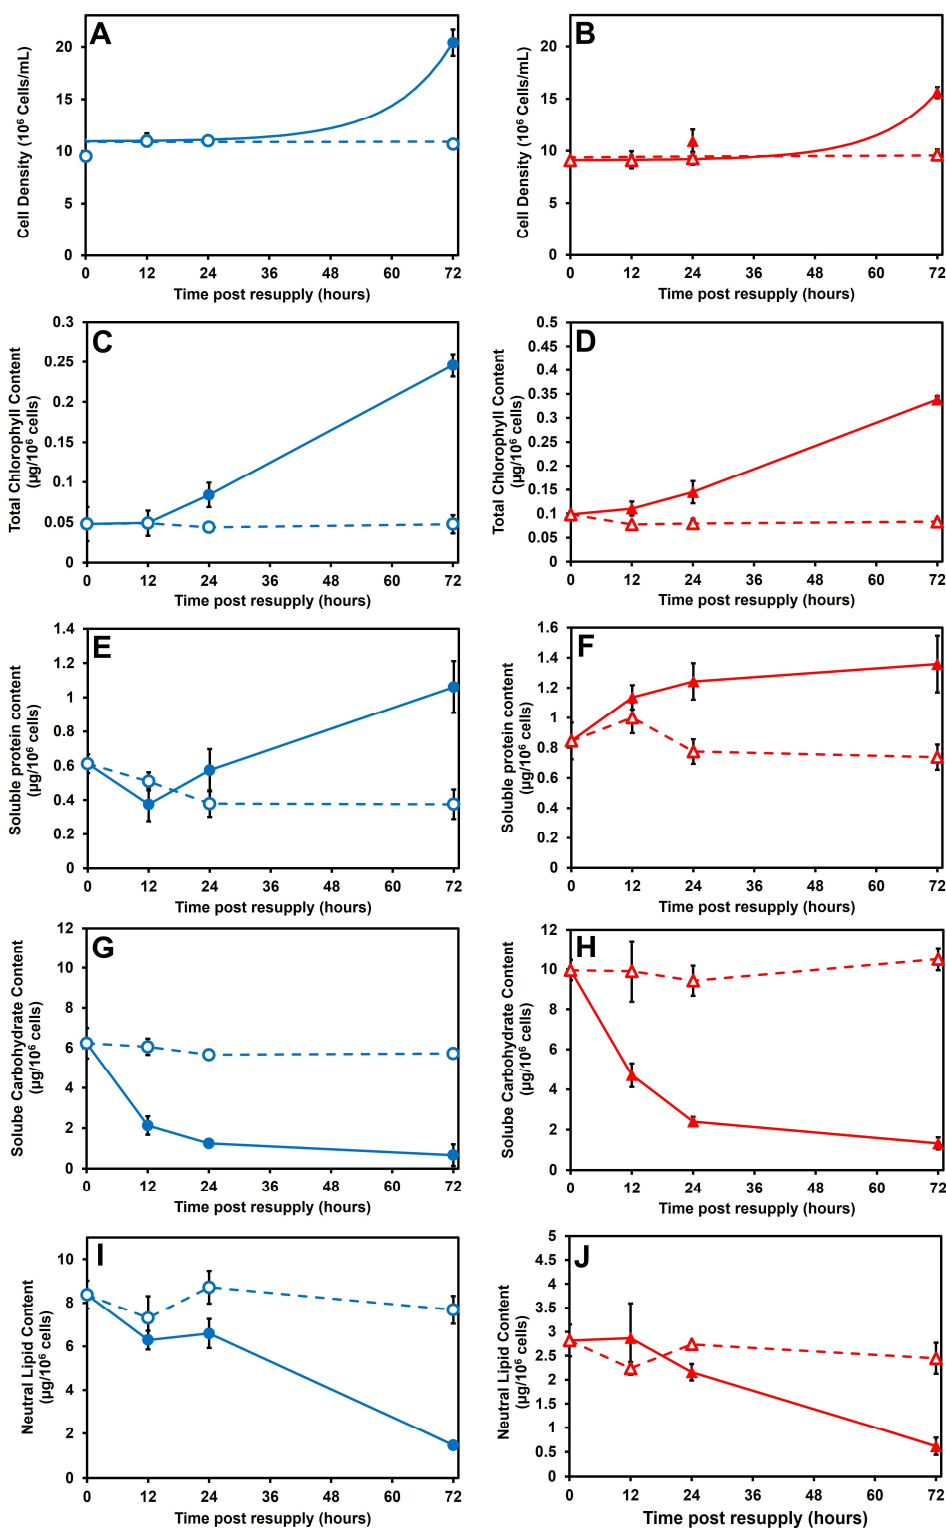 A
Cell Density (10⁶ Cells/mL)
20
15
10
5
0
0 12 24 36 48 60 72
Time post resupply (hours)
B
Cell Density (10⁶ Cells/mL)
20
15
10
5
0
0 12 24 36 48 60 72
Time post resupply (hours)
C
Total Chlorophyll Content
(µg/10⁶ cells)
0.3
0.25
0.2
0.15
0.1
0.05
0
0 12 24 36 48 60 72
Time post resupply (hours)
D
Total Chlorophyll Content
(µg/10⁶ cells)
0.5
0.45
0.4
0.35
0.3
0.25
0.2
0.15
0.1
0.05
0
0 12 24 36 48 60 72
Time post resupply (hours)
E
Soluble protein content
(µg/10⁶ cells)
1.4
1.2
1
0.8
0.6
0.4
0.2
0
0 12 24 36 48 60 72
Time post resupply (hours)
F
Soluble protein content
(µg/10⁶ cells)
1.6
1.4
1.2
1
0.8
0.6
0.4
0.2
0
0 12 24 36 48 60 72
Time post resupply (hours)
G
Solube Carbohydrate Content
(µg/10⁶ cells)
12
10
8
6
4
2
0
0 12 24 36 48 60 72
Time post resupply (hours)
H
Solube Carbohydrate Content
(µg/10⁶ cells)
12
10
8
6
4
2
0
0 12 24 36 48 60 72
Time post resupply (hours)
I
Neutral Lipid Content
(µg/10⁶ cells)
10
8
6
4
2
0
0 12 24 36 48 60 72
Time post resupply (hours)
J
Neutral Lipid Content
(µg/10⁶ cells)
5
4.5
4
3.5
3
2.5
2
1.5
1
0.5
0
0 12 24 36 48 60 72
Time post resupply (hours)